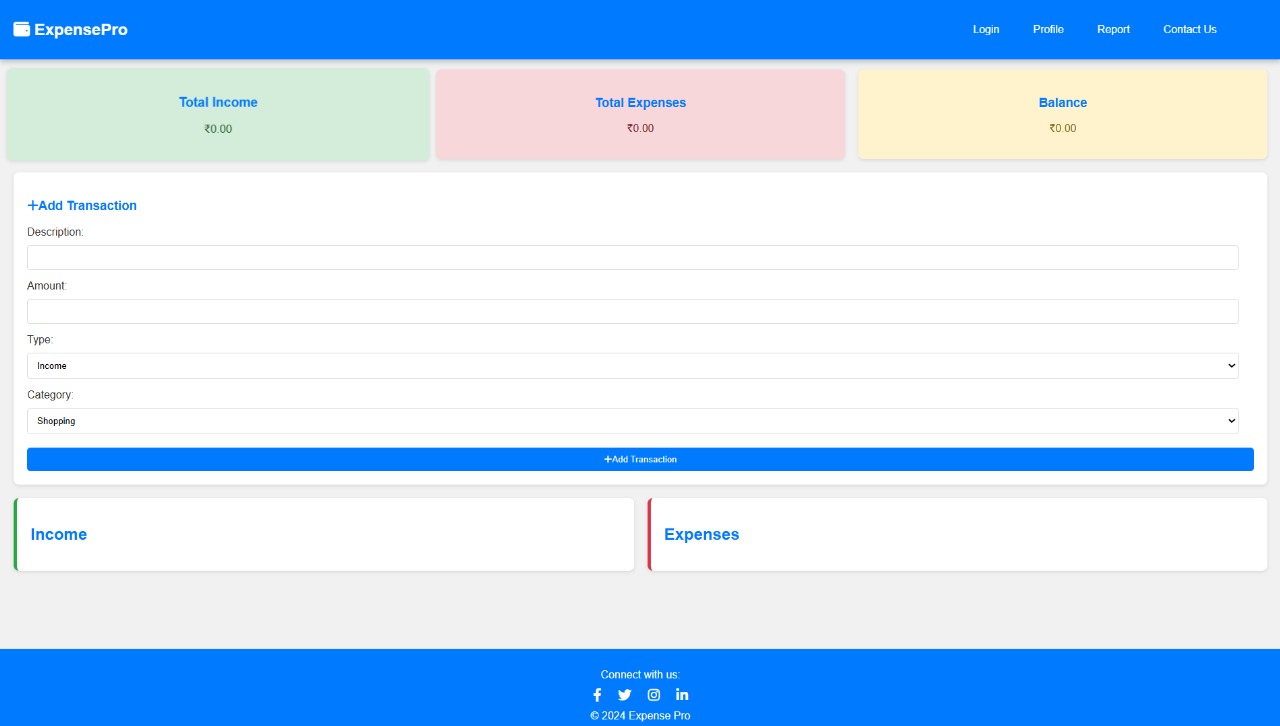 ExpensePro
Login Profile Report Contact Us
Total Income Total Expenses Balance
₹0.00 ₹0.00 ₹0.00
+Add Transaction
Description:
Amount:
Type:
Income
Category:
Shopping
+Add Transaction
Income Expenses
Connect with us:
© 2024 Expense Pro